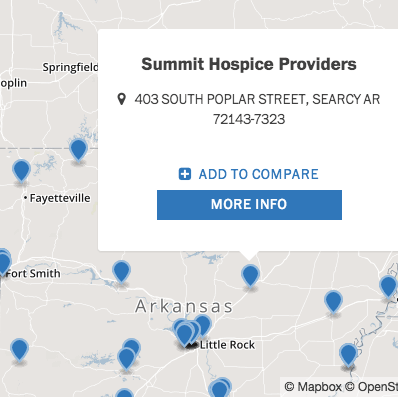 Springfield
oplin
Summit Hospice Providers
403 SOUTH POPLAR STREET, SEARCY AR
72143-7323
ADD TO COMPARE
MORE INFO
Fayetteville
Fort Smith
Arkansas
Little Rock
© Mapbox © OpenSt